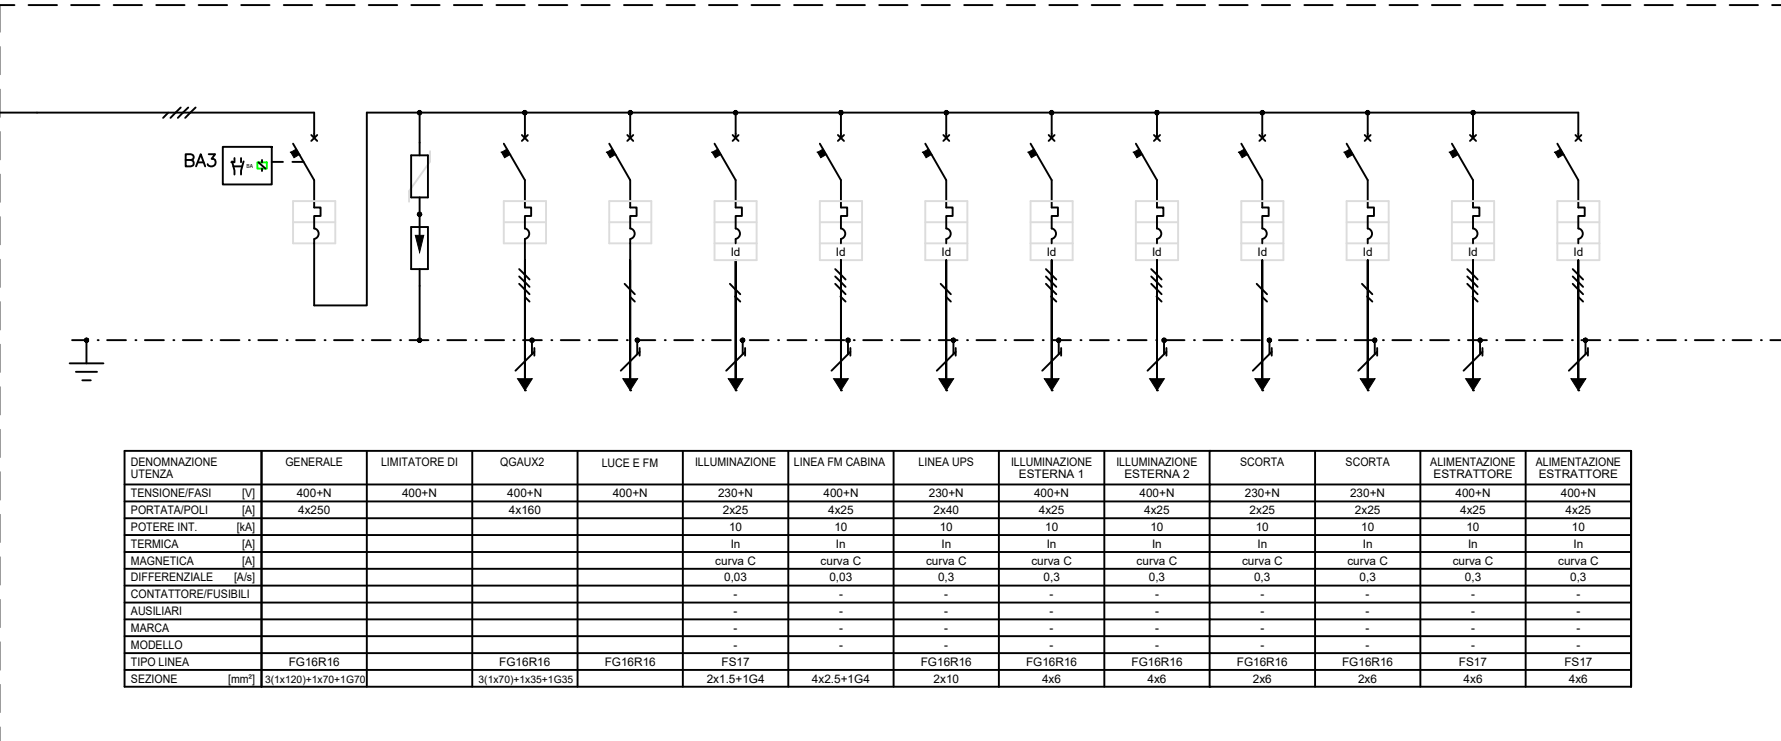 BA3
BA
Id Id Id Id Id Id Id Id Id
DENOMNAZIONE UTENZA GENERALE LIMITATORE DI QGAUX2 LUCE E FM ILLUMINAZIONE LINEA FM CABINA LINEA UPS ILLUMINAZIONE ESTERNA 1 ILLUMINAZIONE ESTERNA 2 SCORTA SCORTA ALIMENTAZIONE ESTRATTORE ALIMENTAZIONE ESTRATTORE
TENSIONE/FASI [V] 400+N 400+N 400+N 400+N 230+N 400+N 230+N 400+N 400+N 230+N 230+N 400+N 400+N
PORTATA/POLI [A] 4x250 4x160 2x25 4x25 2x40 4x25 4x25 2x25 2x25 4x25 4x25
POTERE INT. [kA] 10 10 10 10 10 10 10 10 10
TERMICA [A] In In In In In In In In In
MAGNETICA [A] curva C curva C curva C curva C curva C curva C curva C curva C curva C
DIFFERENZIALE [A/s] 0,03 0,03 0,3 0,3 0,3 0,3 0,3 0,3 0,3
CONTATTORE/FUSIBILI - - - - - - - - -
AUSILIARI - - - - - - - - -
MARCA - - - - - - - - -
MODELLO - - - - - - - - -
TIPO LINEA FG16R16 FG16R16 FG16R16 FS17 FG16R16 FG16R16 FG16R16 FG16R16 FG16R16 FS17 FS17
SEZIONE [mm²] 3(1x120)+1x70+1G70 3(1x70)+1x35+1G35 2x1.5+1G4 4x2.5+1G4 2x10 4x6 4x6 2x6 2x6 4x6 4x6